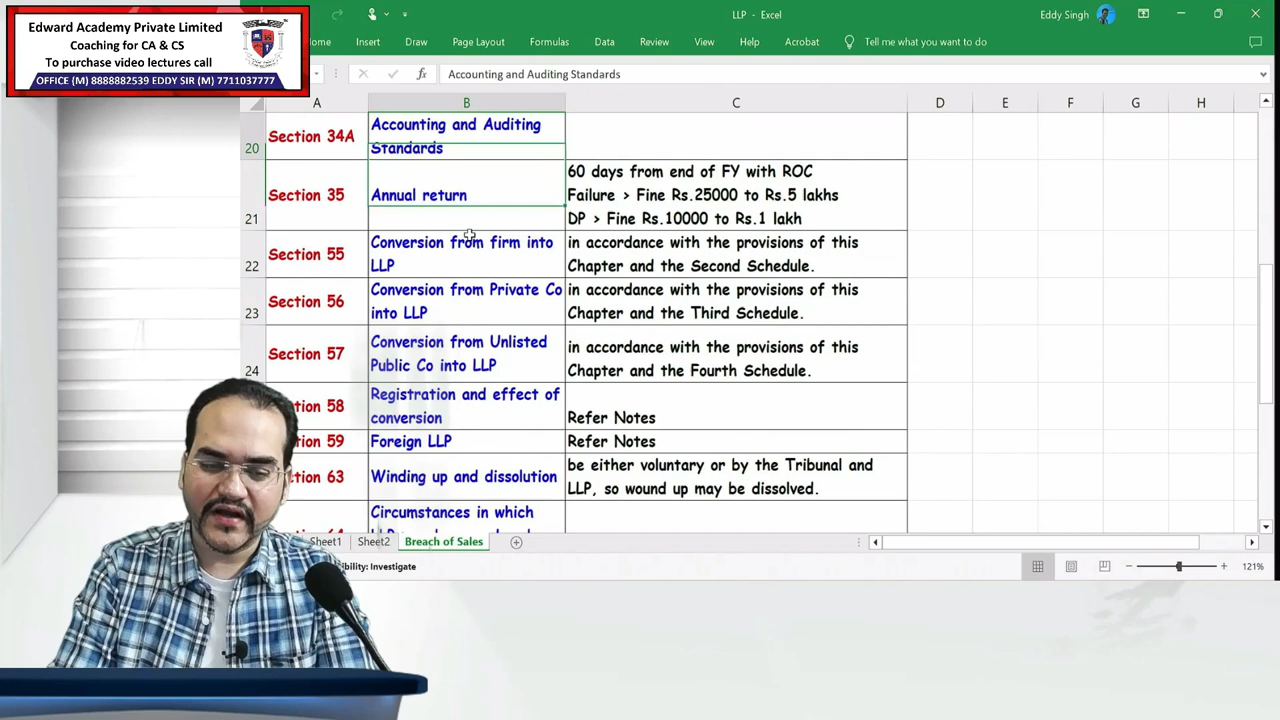 Edward Academy Private Limited
Coaching for CA & CS
To purchase video lectures call
OFFICE (M) 8888882539 EDDY SIR (M) 7711037777
LLP - Excel
Eddy Singh
Home Insert Draw Page Layout Formulas Data Review View Help Acrobat Tell me what you want to do
fx Accounting and Auditing Standards
A B C D E F G H
20 Section 34A Accounting and Auditing
Standards
21 Section 35 Annual return 60 days from end of FY with ROC
Failure > Fine Rs.25000 to Rs.5 lakhs
DP > Fine Rs.10000 to Rs.1 lakh
22 Section 55 Conversion from firm into
LLP
in accordance with the provisions of this
Chapter and the Second Schedule.
23 Section 56 Conversion from Private Co
into LLP
in accordance with the provisions of this
Chapter and the Third Schedule.
24 Section 57 Conversion from Unlisted
Public Co into LLP
in accordance with the provisions of this
Chapter and the Fourth Schedule.
tion 58 Registration and effect of
conversion
Refer Notes
tion 59 Foreign LLP Refer Notes
tion 63 Winding up and dissolution be either voluntary or by the Tribunal and
LLP, so wound up may be dissolved.
Circumstances in which
Sheet1 Sheet2 Breach of Sales
ibility: Investigate
121%